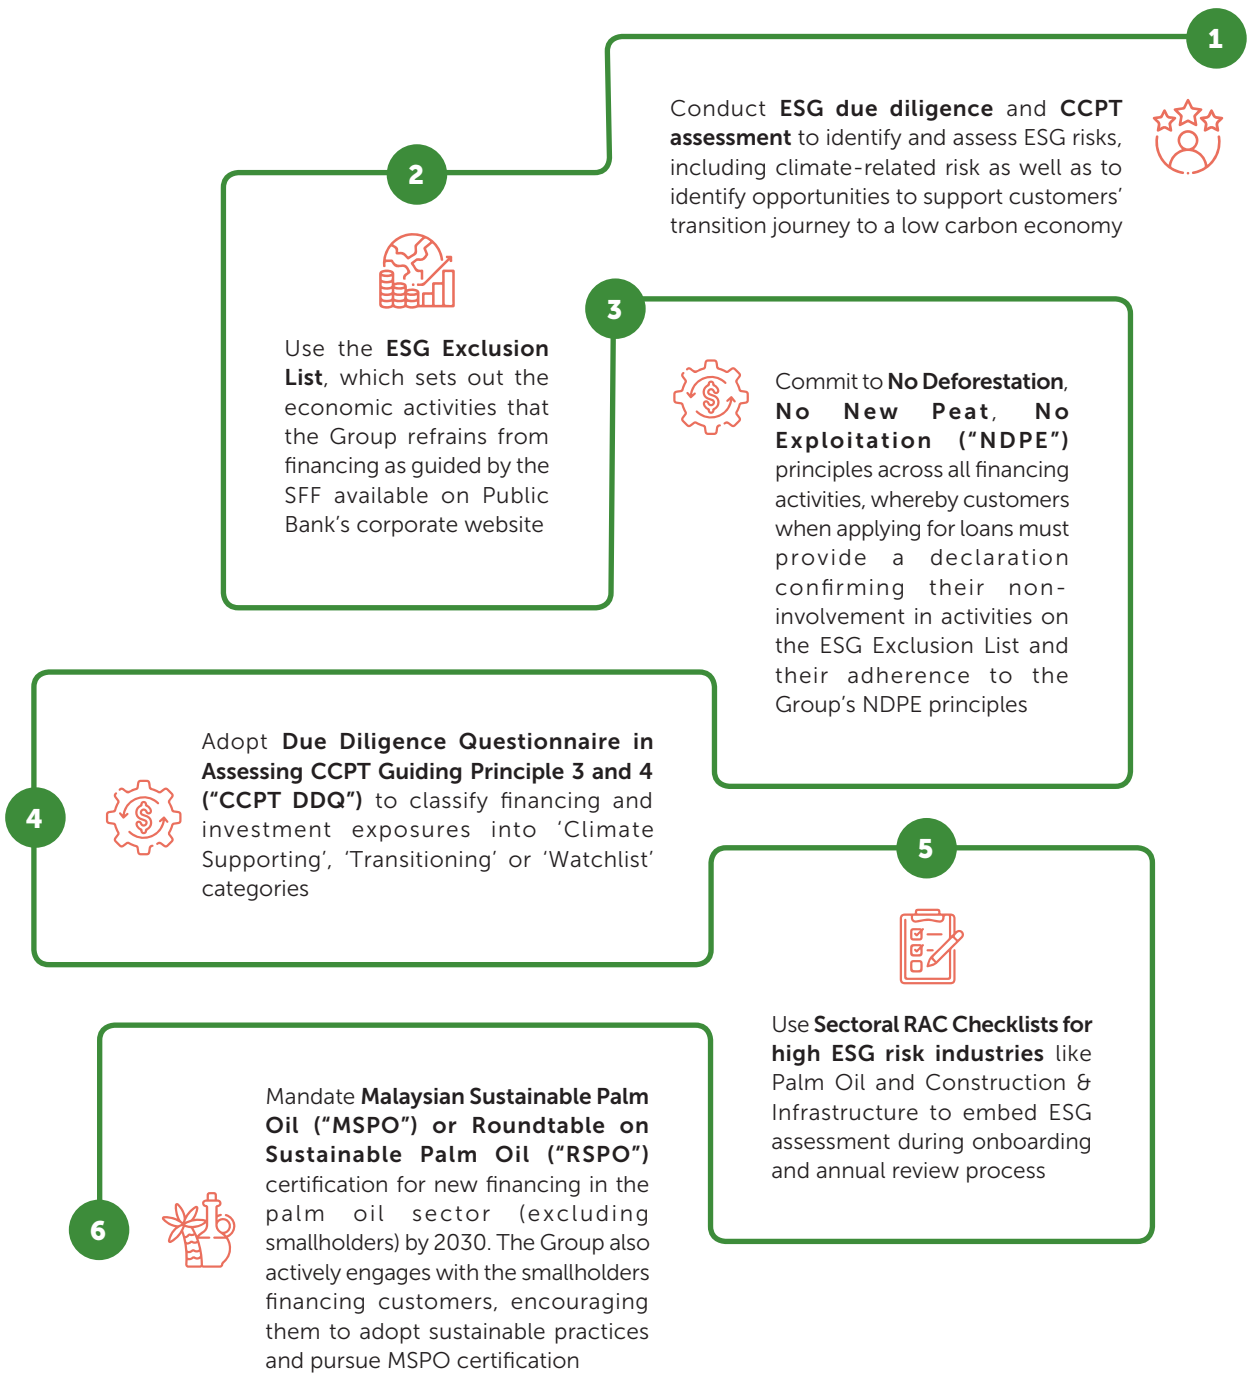 1
Conduct ESG due diligence and CCPT
assessment to identify and assess ESG risks,
including climate-related risk as well as to
identify opportunities to support customers’
transition journey to a low carbon economy
2
Use the ESG Exclusion
List, which sets out the
economic activities that
the Group refrains from
financing as guided by the
SFF available on Public
Bank’s corporate website
3
Commit to No Deforestation,
No New Peat, No
Exploitation (“NDPE”)
principles across all financing
activities, whereby customers
when applying for loans must
provide a declaration
confirming their non-
involvement in activities on
the ESG Exclusion List and
their adherence to the
Group’s NDPE principles
4
Adopt Due Diligence Questionnaire in
Assessing CCPT Guiding Principle 3 and 4
(“CCPT DDQ”) to classify financing and
investment exposures into ‘Climate
Supporting’, ‘Transitioning’ or ‘Watchlist’
categories
5
Use Sectoral RAC Checklists for
high ESG risk industries like
Palm Oil and Construction &
Infrastructure to embed ESG
assessment during onboarding
and annual review process
6
Mandate Malaysian Sustainable Palm
Oil (“MSPO”) or Roundtable on
Sustainable Palm Oil (“RSPO”)
certification for new financing in the
palm oil sector (excluding
smallholders) by 2030. The Group also
actively engages with the smallholders
financing customers, encouraging
them to adopt sustainable practices
and pursue MSPO certification